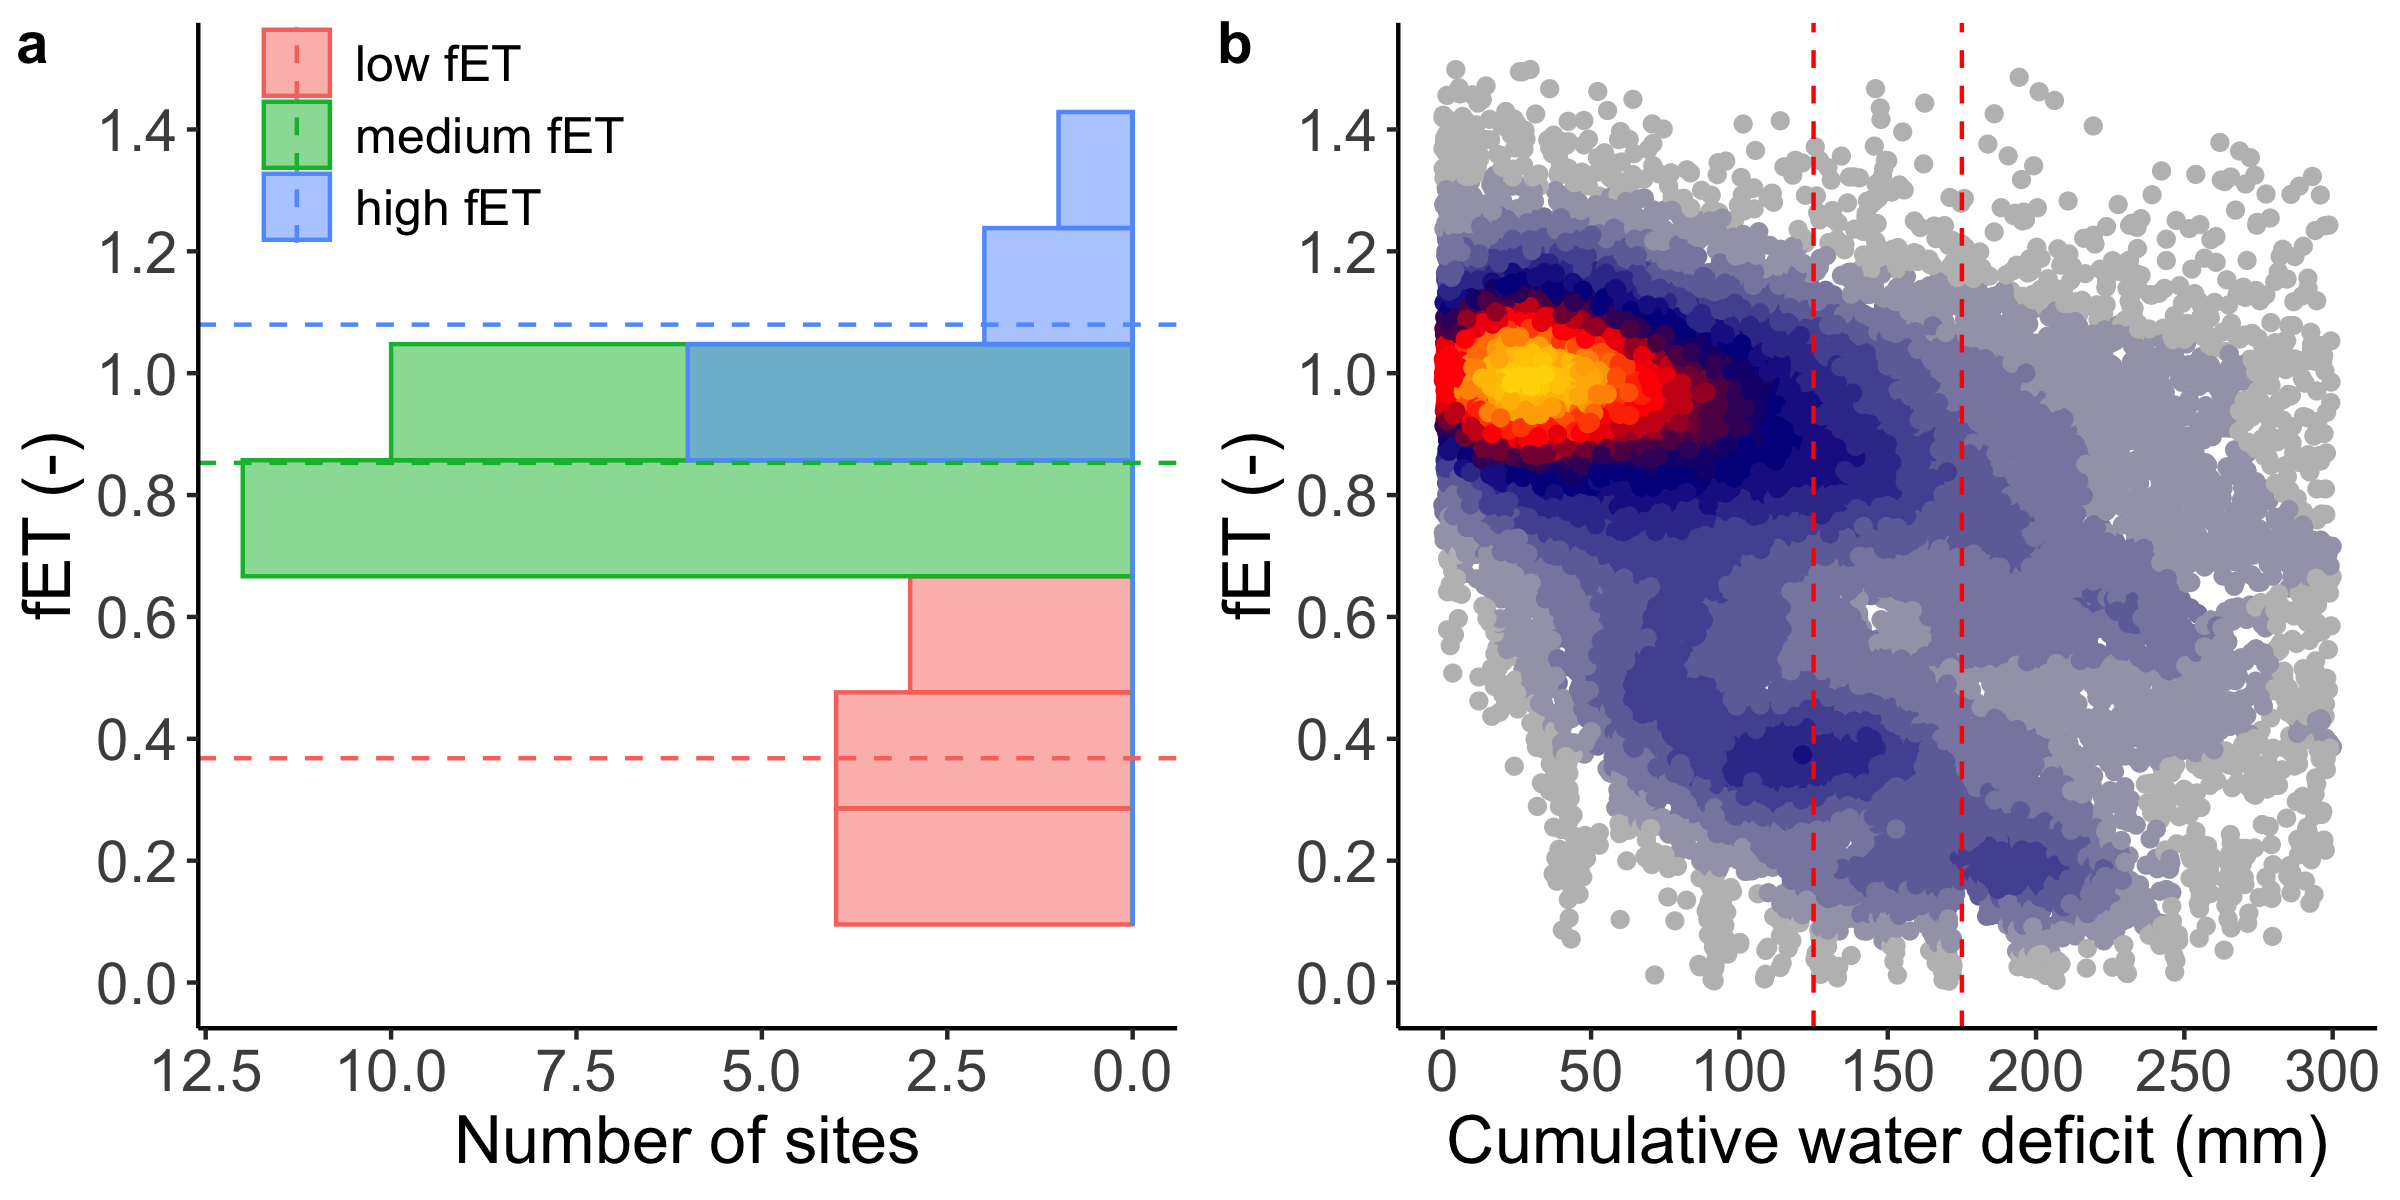 a
low fET
medium fET
high fET
fET (-)
1.4
1.2
1.0
0.8
0.6
0.4
0.2
0.0
12.5 10.0 7.5 5.0 2.5 0.0
Number of sites
b
fET (-)
1.4
1.2
1.0
0.8
0.6
0.4
0.2
0.0
0 50 100 150 200 250 300
Cumulative water deficit (mm)